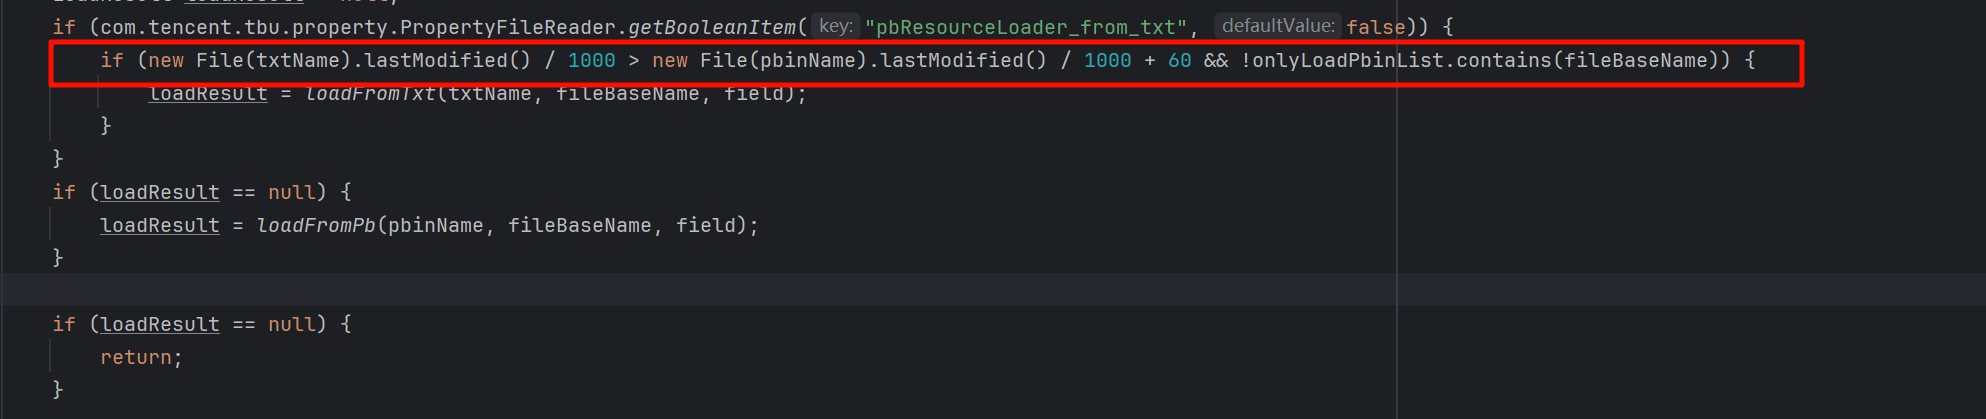 if (com.tencent.tbu.property.PropertyFileReader.getBooleanItem( key: "pbResourceLoader_from_txt", defaultValue: false)) {
if (new File(txtName).lastModified() / 1000 > new File(pbinName).lastModified() / 1000 + 60 && !onlyLoadPbinList.contains(fileBaseName)) {
loadResult = loadFromTxt(txtName, fileBaseName, field);
}
}
if (loadResult == null) {
loadResult = loadFromPb(pbinName, fileBaseName, field);
}
if (loadResult == null) {
return;
}